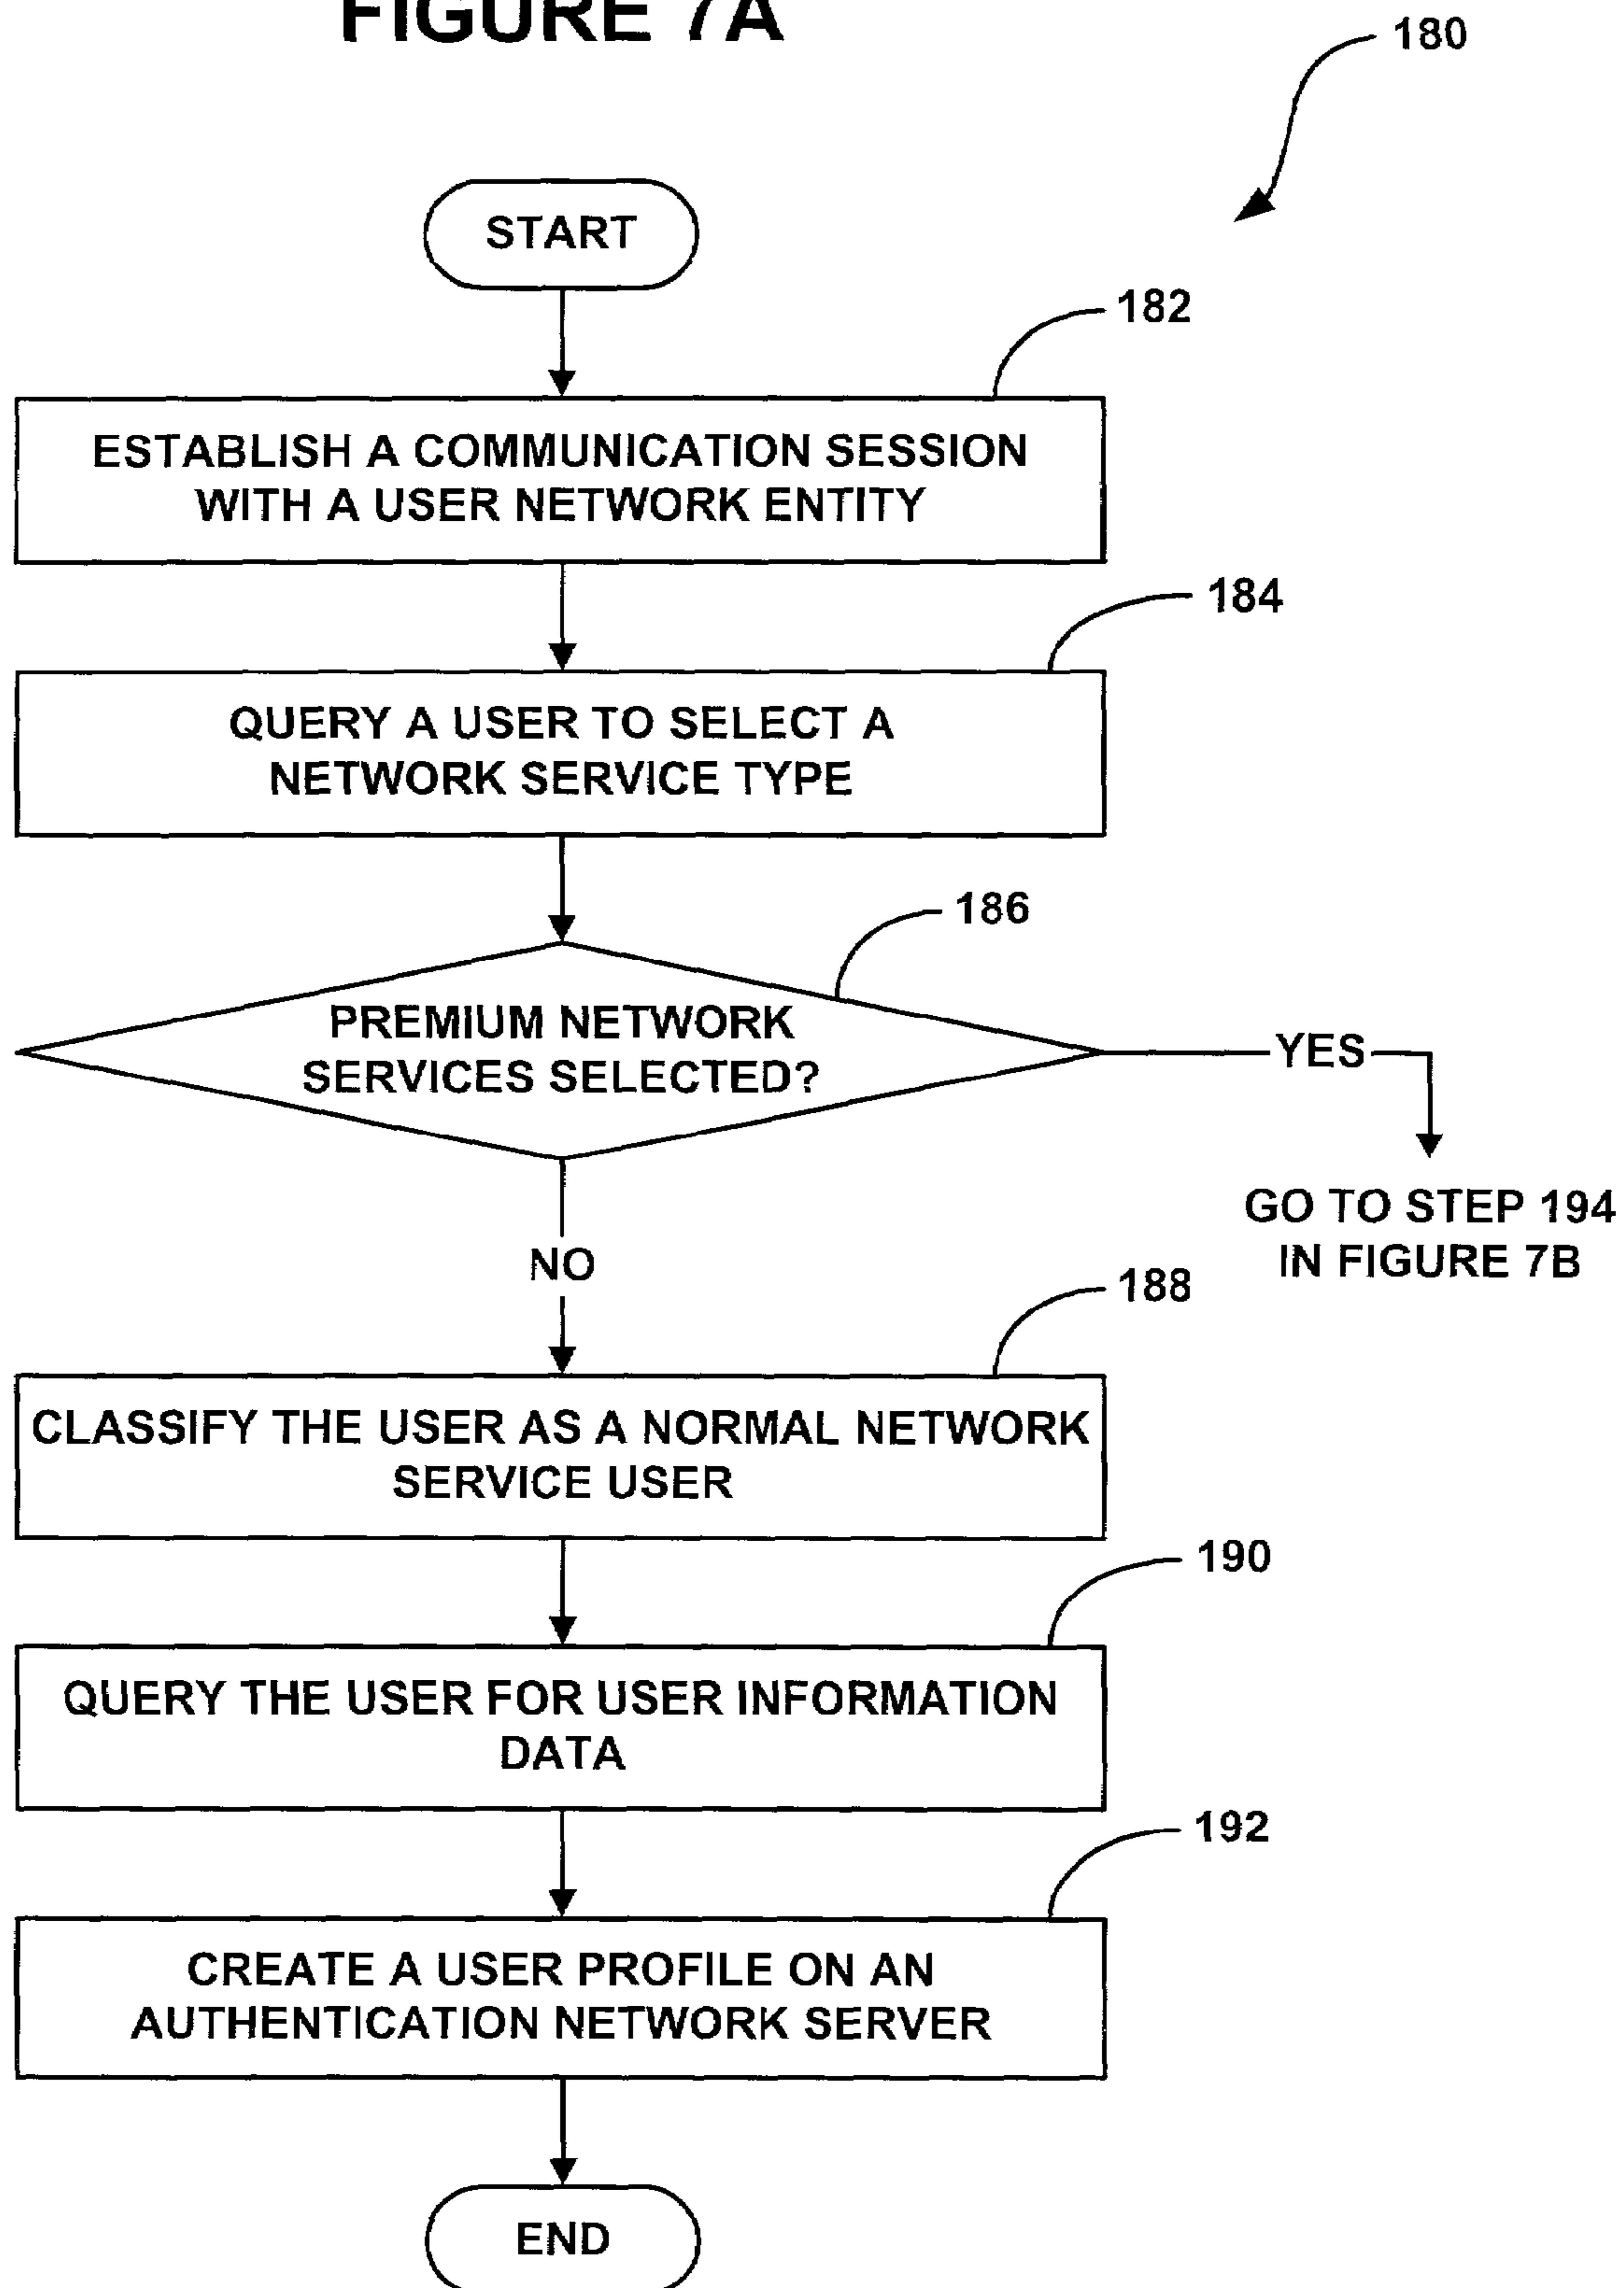 FIGURE 7A
180
START
182
ESTABLISH A COMMUNICATION SESSION
WITH A USER NETWORK ENTITY
184
QUERY A USER TO SELECT A
NETWORK SERVICE TYPE
186
PREMIUM NETWORK
SERVICES SELECTED?
YES
GO TO STEP 194
IN FIGURE 7B
NO
188
CLASSIFY THE USER AS A NORMAL NETWORK
SERVICE USER
190
QUERY THE USER FOR USER INFORMATION
DATA
192
CREATE A USER PROFILE ON AN
AUTHENTICATION NETWORK SERVER
END